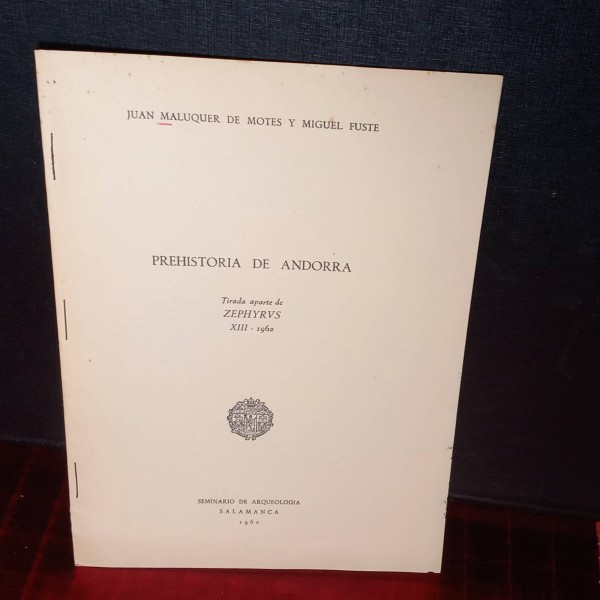 JUAN MALUQUER DE MOTES Y MIGUEL FUSTE
PREHISTORIA DE ANDORRA
Tirada aparte de
ZEPHYRVS
XIII - 1962
SEMINARIO DE ARQUEOLOGIA
SALAMANCA
1962